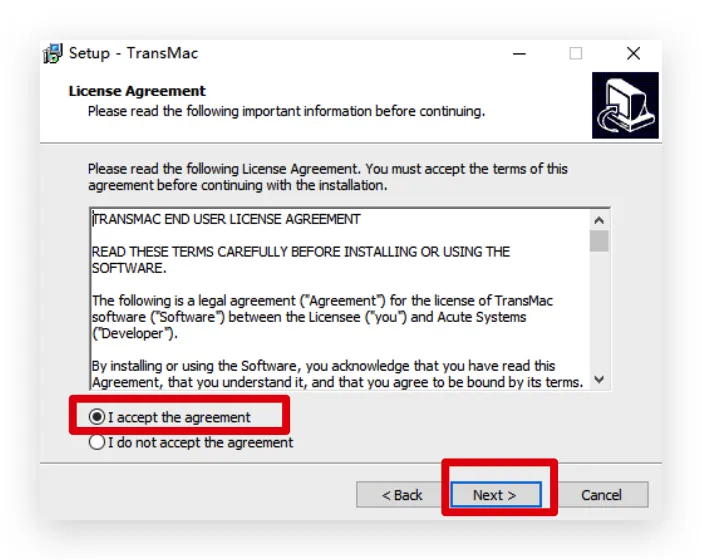 Setup - TransMac
License Agreement
Please read the following important information before continuing.
Please read the following License Agreement. You must accept the terms of this
agreement before continuing with the installation.
TRANSMAC END USER LICENSE AGREEMENT
READ THESE TERMS CAREFULLY BEFORE INSTALLING OR USING THE
SOFTWARE.
The following is a legal agreement ("Agreement") for the license of TransMac
software ("Software") between the Licensee ("you") and Acute Systems
("Developer").
By installing or using the Software, you acknowledge that you have read this
Agreement, that you understand it, and that you agree to be bound by its terms.
I accept the agreement
I do not accept the agreement
< Back
Next >
Cancel